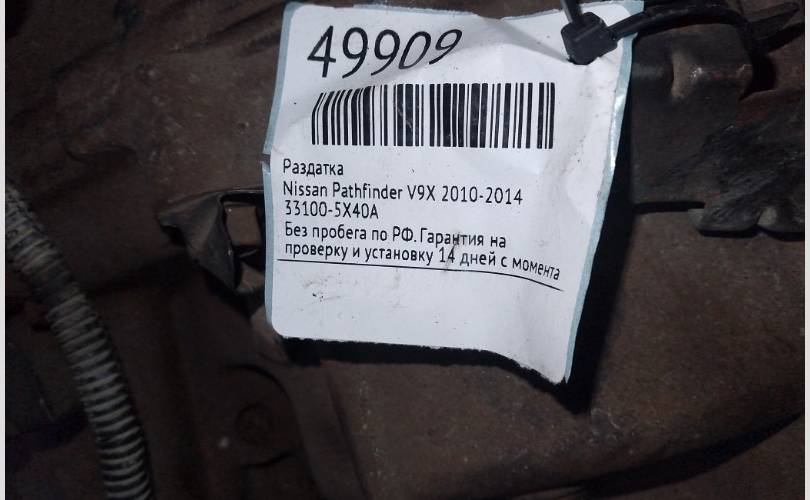 49909
Раздатка
Nissan Pathfinder V9X 2010-2014
33100-5X40A
Без пробега по РФ. Гарантия на
проверку и установку 14 дней с момента